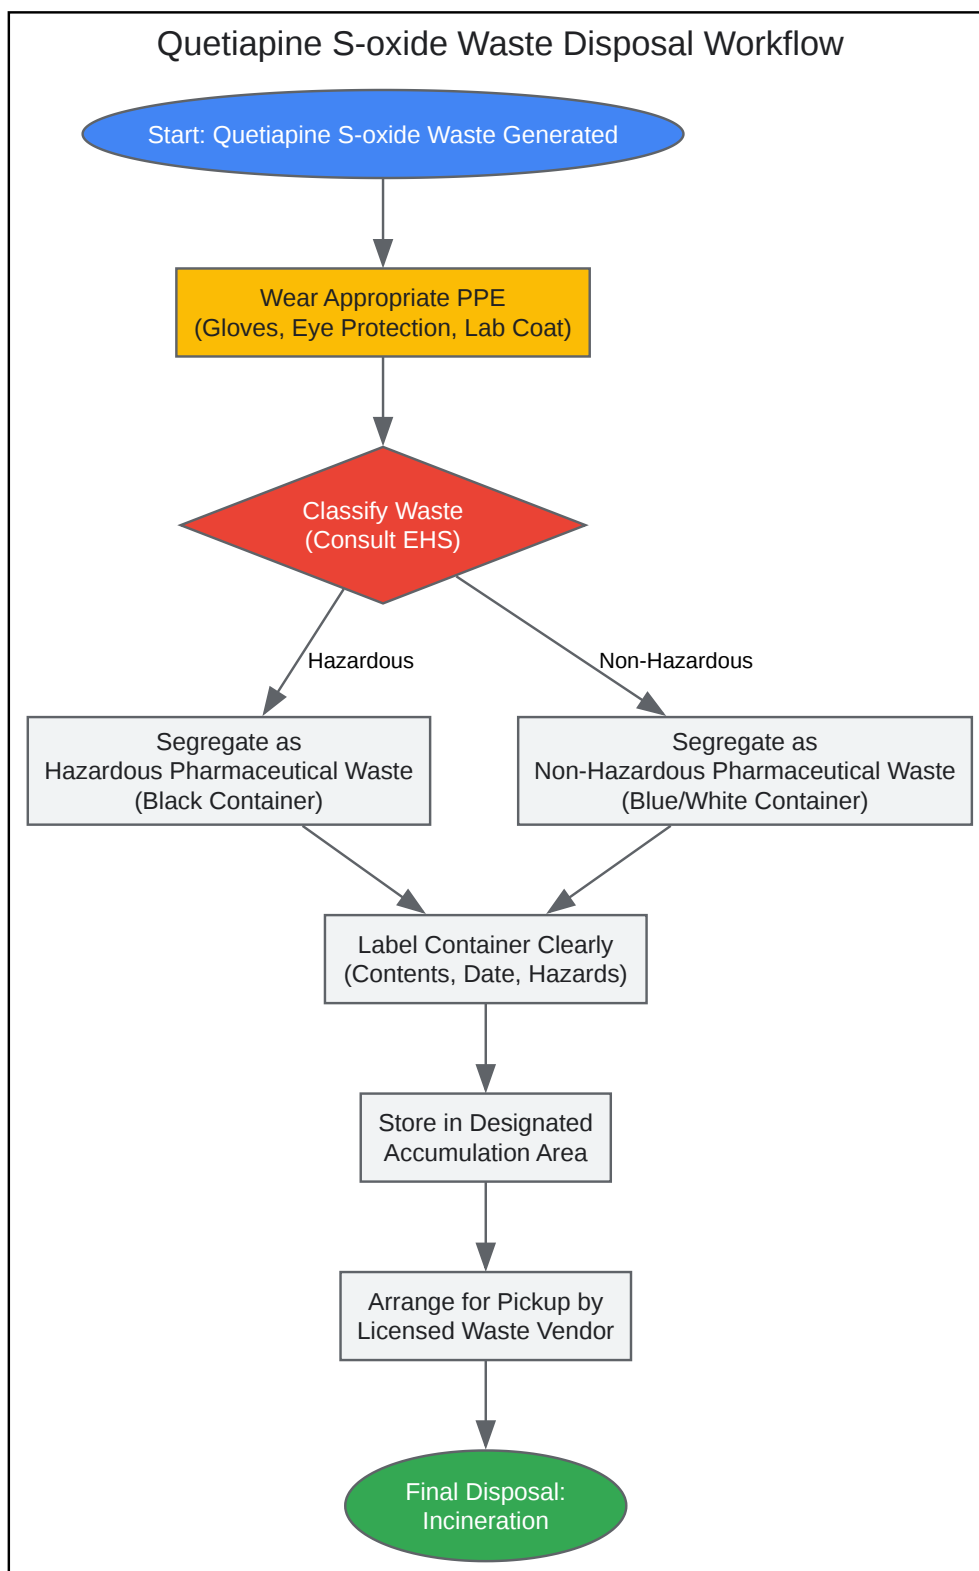 Quetiapine S-oxide Waste Disposal Workflow
Start: Quetiapine S-oxide Waste Generated
Wear Appropriate PPE
(Gloves, Eye Protection, Lab Coat)
Classify Waste
(Consult EHS)
Hazardous
Non-Hazardous
Segregate as
Hazardous Pharmaceutical Waste
(Black Container)
Segregate as
Non-Hazardous Pharmaceutical Waste
(Blue/White Container)
Label Container Clearly
(Contents, Date, Hazards)
Store in Designated
Accumulation Area
Arrange for Pickup by
Licensed Waste Vendor
Final Disposal:
Incineration